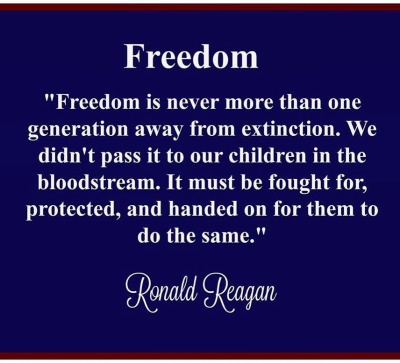 Freedom
"Freedom is never more than one
generation away from extinction. We
didn't pass it to our children in the
bloodstream. It must be fought for,
protected, and handed on for them to
do the same."
Ronald Reagan